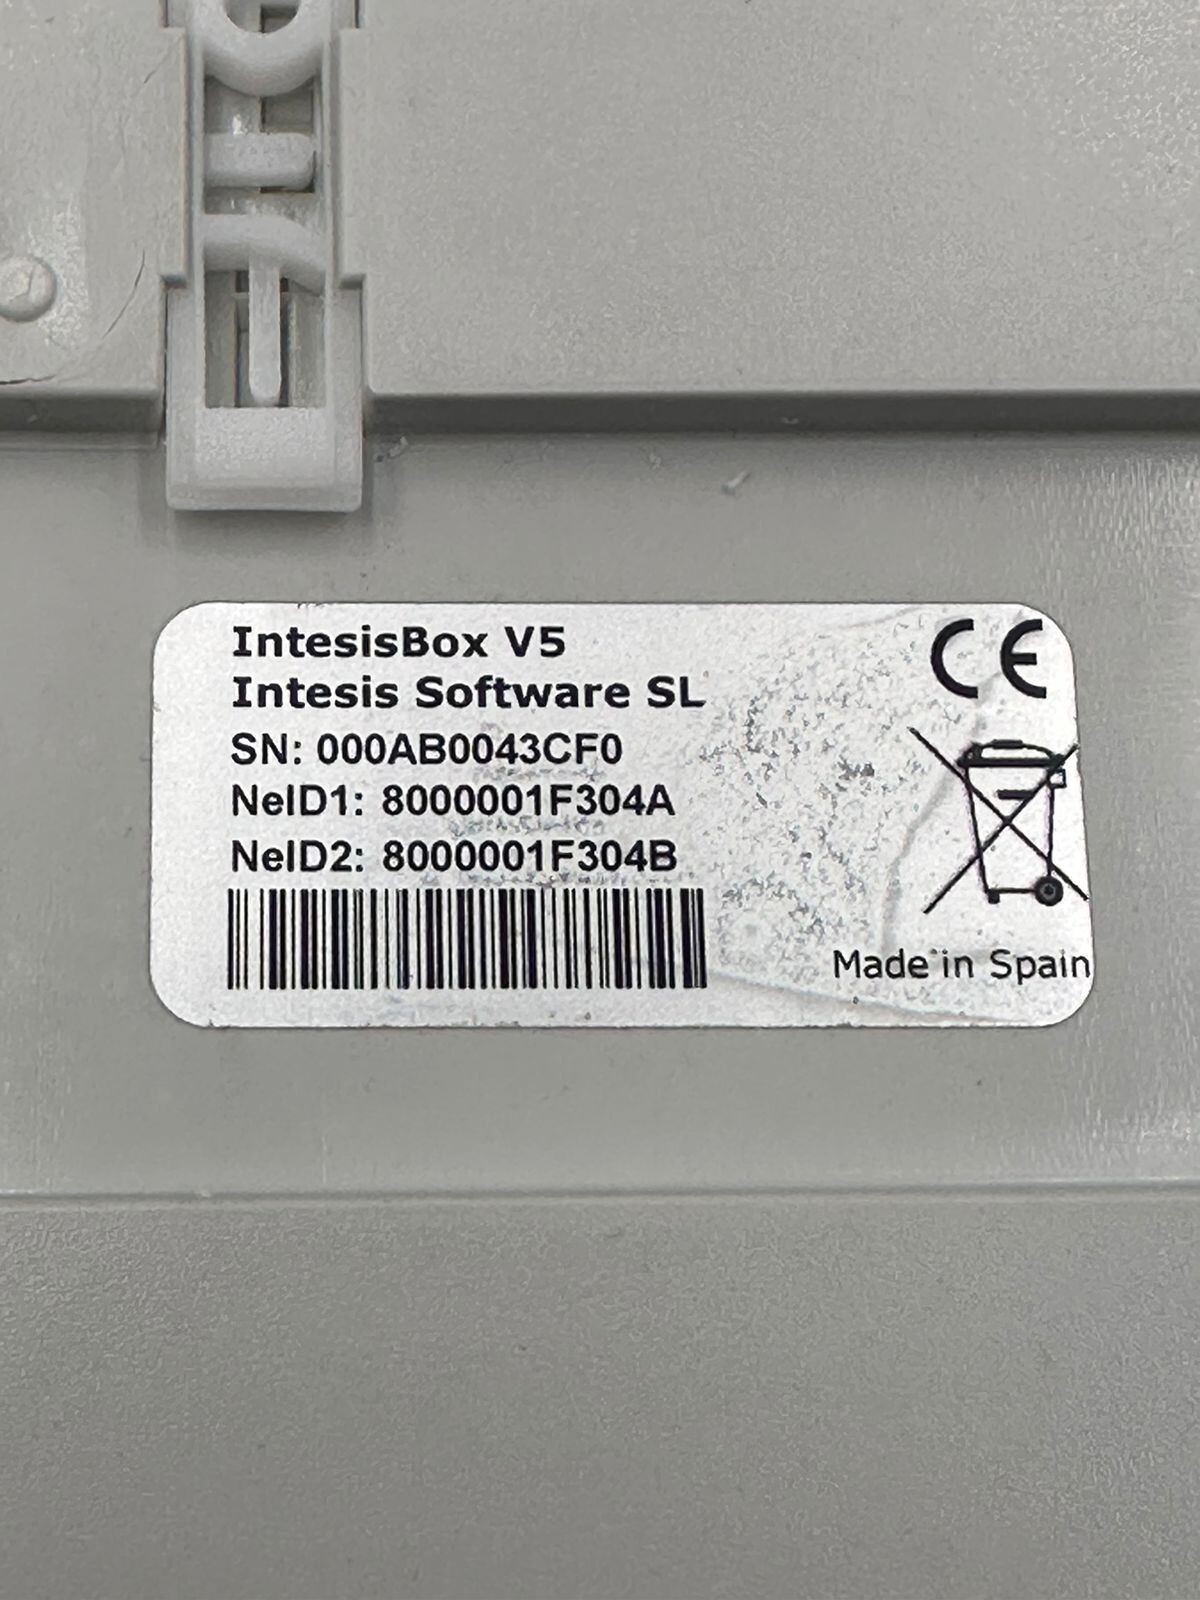 IntesisBox V5
Intesis Software SL
SN: 000AB0043CF0
NeID1: 8000001F304A
NeID2: 8000001F304B
CE
Made in Spain